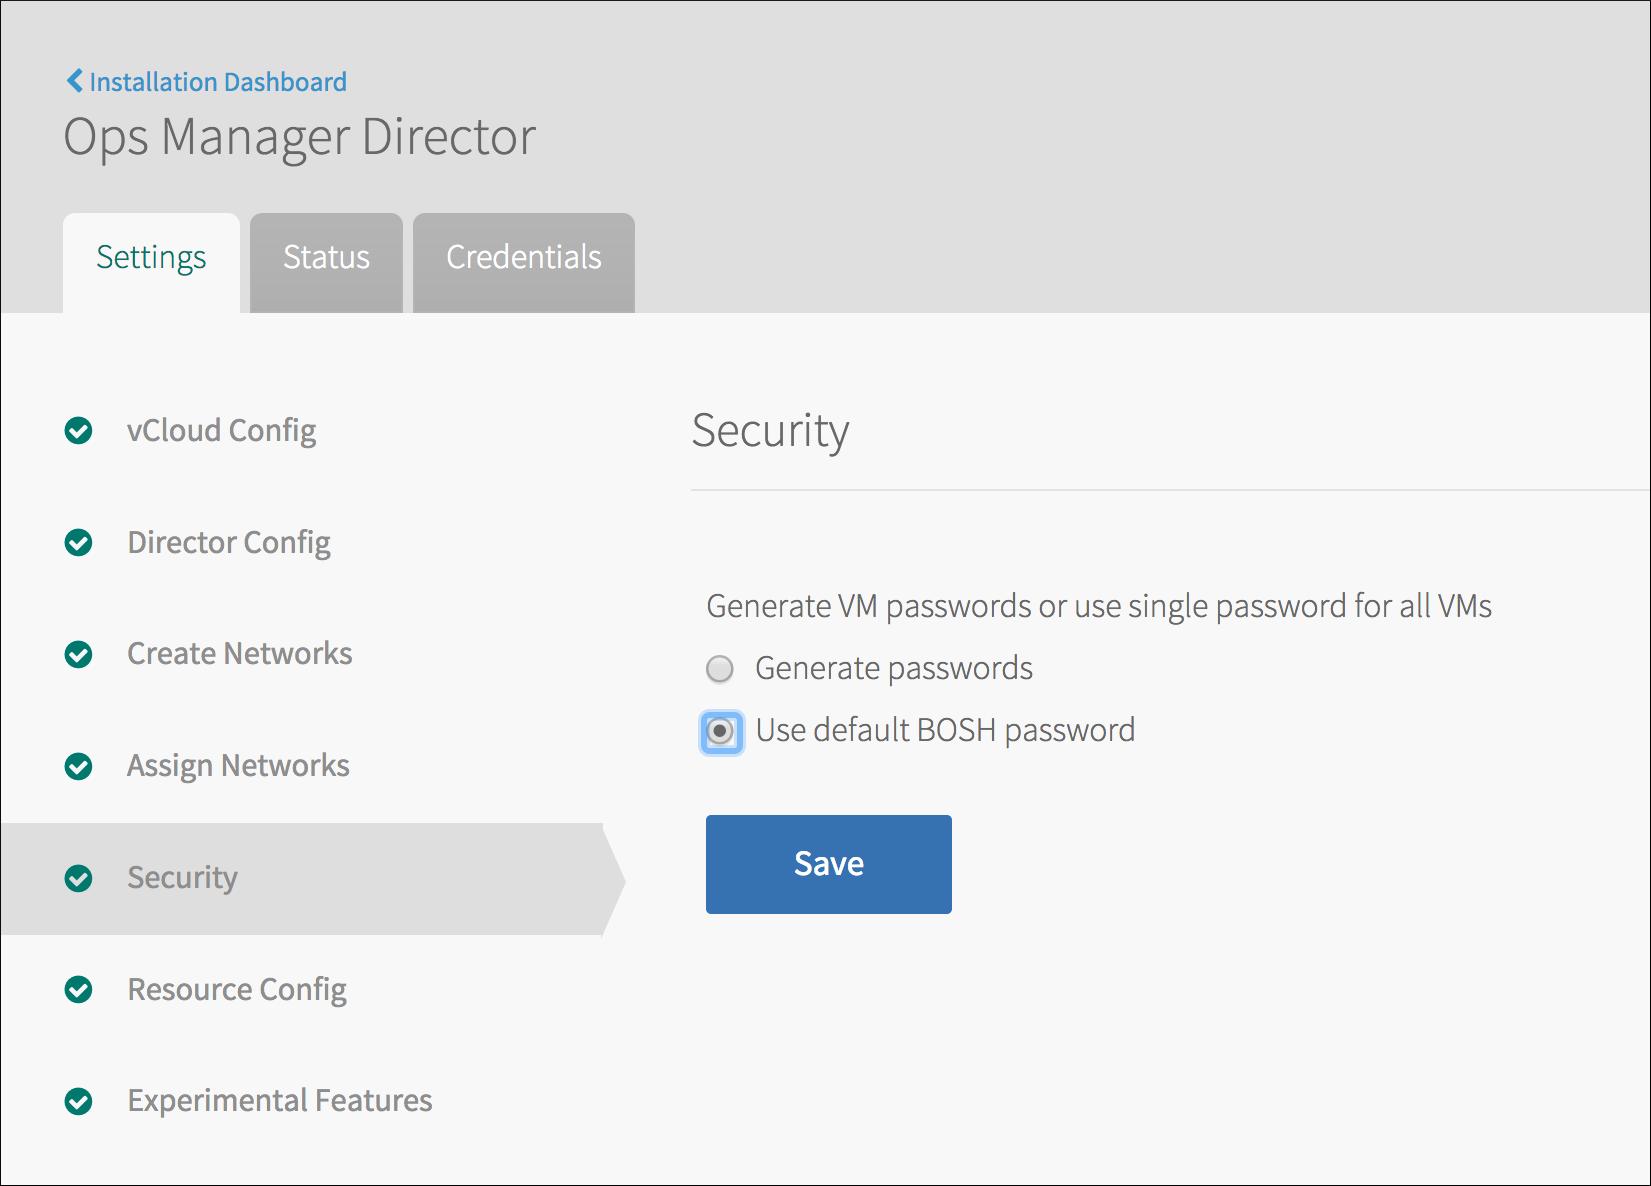 Installation Dashboard
Ops Manager Director
Settings
Status
Credentials
vCloud Config
Director Config
Create Networks
Assign Networks
Security
Resource Config
Experimental Features
Security
Generate VM passwords or use single password for all VMs
Generate passwords
Use default BOSH password
Save